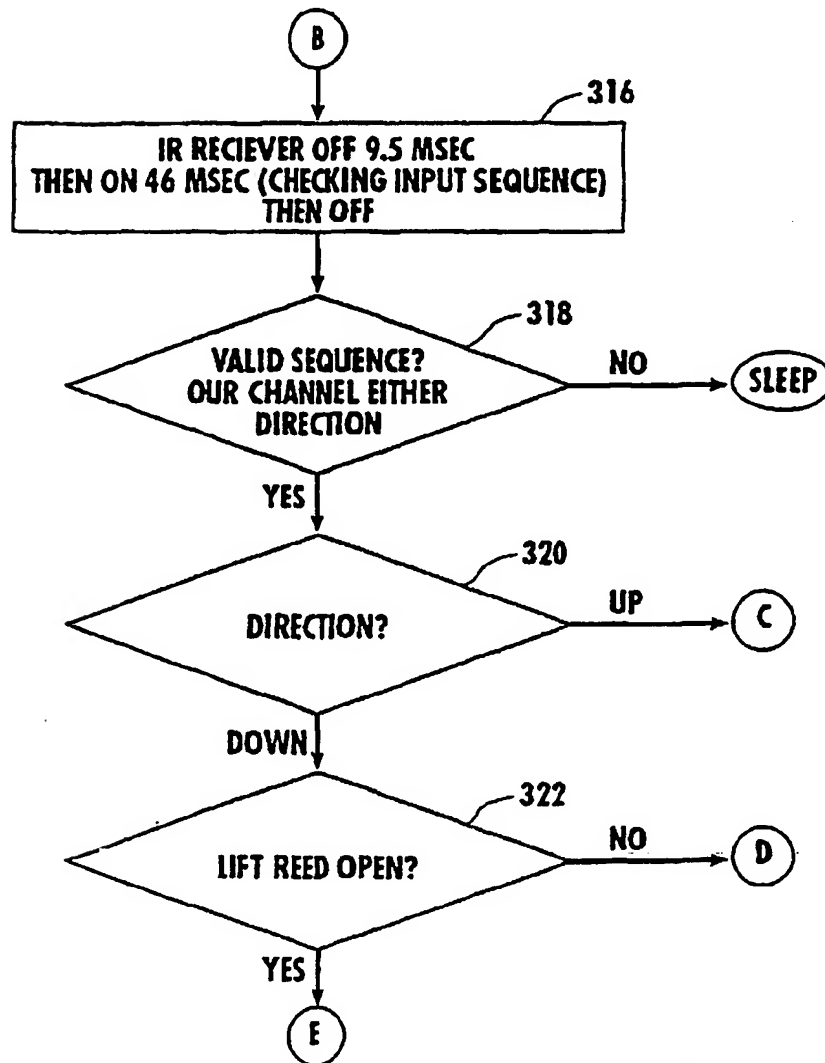 B
316
IR RECIEVER OFF 9.5 MSEC
THEN ON 46 MSEC (CHECKING INPUT SEQUENCE)
THEN OFF
318
VALID SEQUENCE?
OUR CHANNEL EITHER
DIRECTION
NO
SLEEP
YES
320
DIRECTION?
UP
C
DOWN
322
LIFT REED OPEN?
NO
D
YES
E